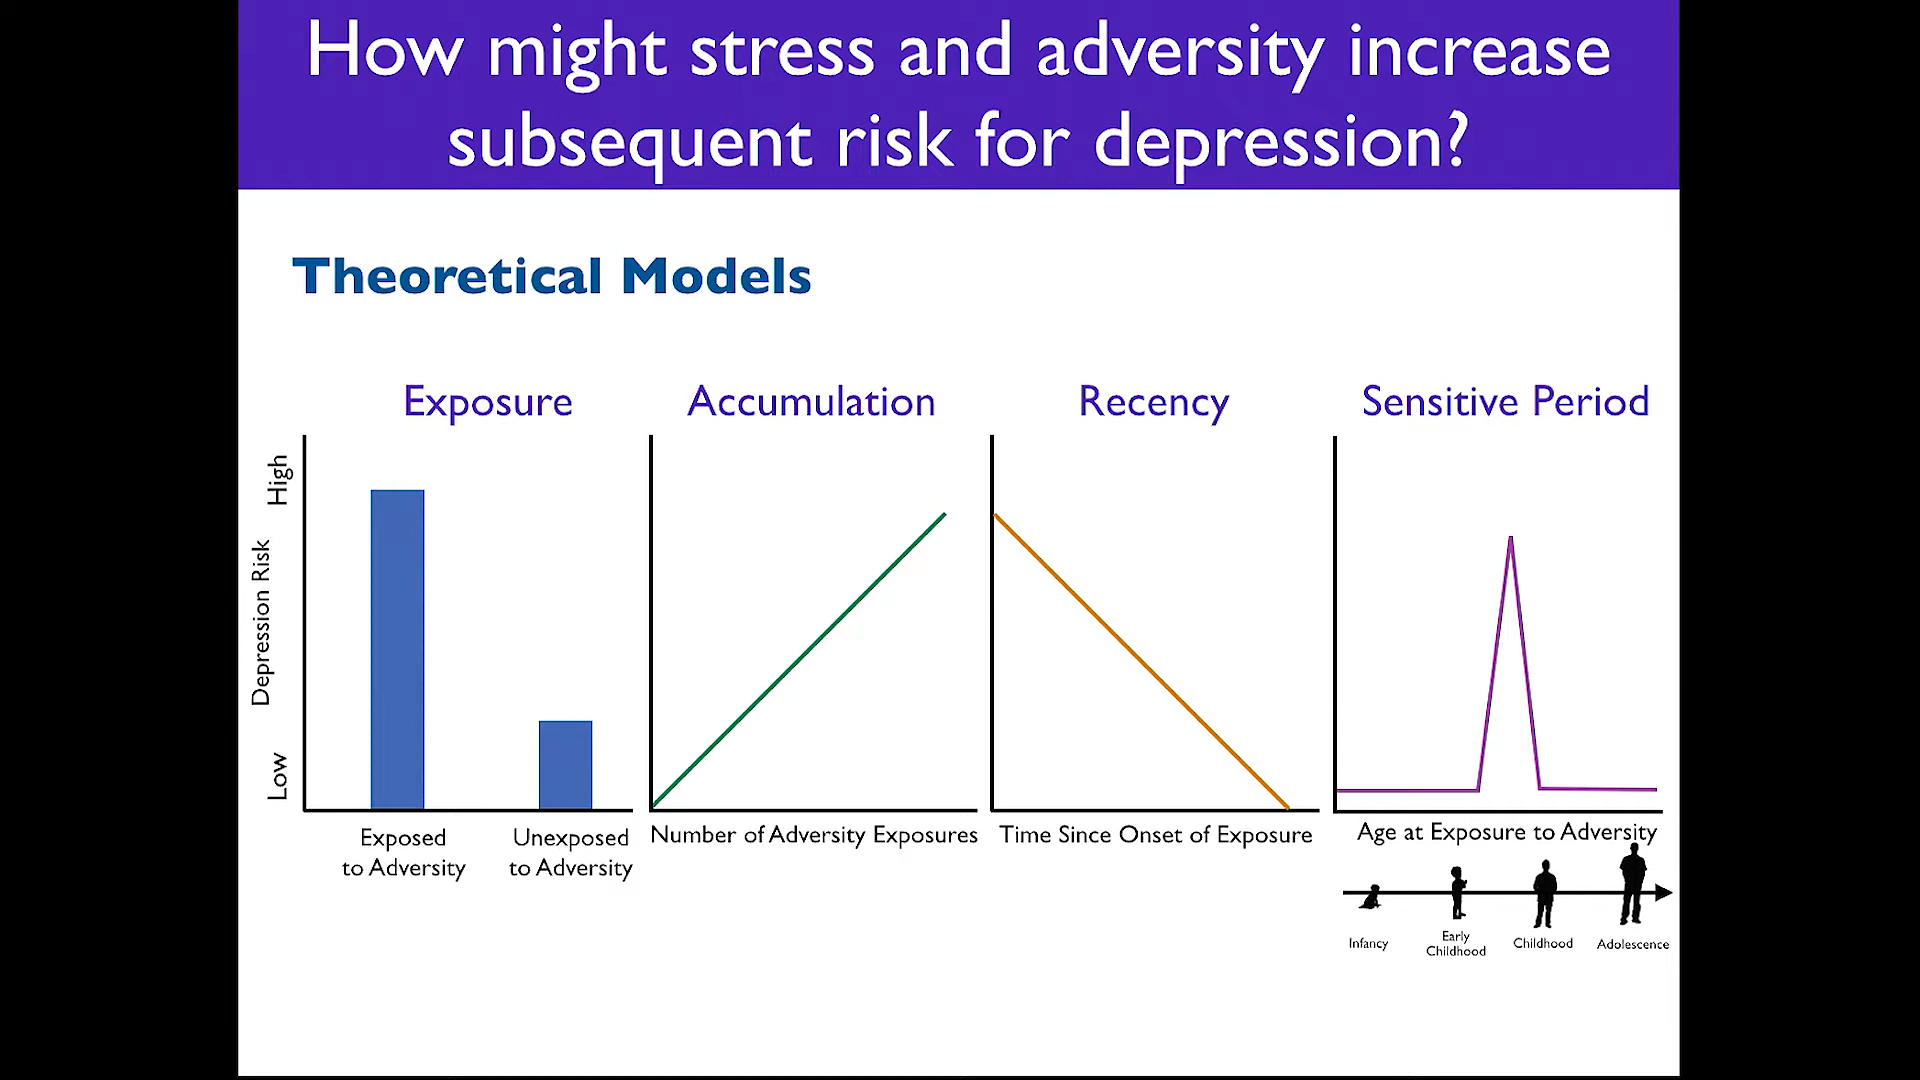 How might stress and adversity increase
subsequent risk for depression?
Theoretical Models
Exposure
Accumulation
Recency
Sensitive Period
High
Depression Risk
Low
Exposed
to Adversity
Unexposed
to Adversity
Number of Adversity Exposures
Time Since Onset of Exposure
Age at Exposure to Adversity
Infancy
Early
Childhood
Childhood
Adolescence